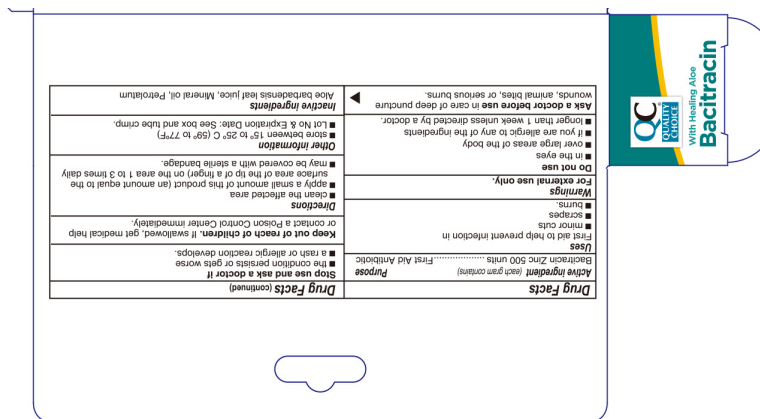 Drug Facts
Active ingredient (each gram contains) Purpose
Bacitracin Zinc 500 units ..................First Aid Antibiotic
Uses
First aid to help prevent infection in
■ minor cuts
■ scrapes
■ burns.
Warnings
For external use only.
Do not use
■ in the eyes
■ over large areas of the body
■ if you are allergic to any of the ingredients
■ longer than 1 week unless directed by a doctor.
Ask a doctor before use in care of deep puncture
wounds, animal bites, or serious burns.
Drug Facts (continued)
Stop use and ask a doctor if
■ the condition persists or gets worse
■ a rash or allergic reaction develops.
Keep out of reach of children. If swallowed, get medical help
or contact a Poison Control Center immediately.
Directions
■ clean the affected area
■ apply a small amount of this product (an amount equal to the
surface area of the tip of a finger) on the area 1 to 3 times daily
■ may be covered with a sterile bandage.
Other information
■ store between 15° to 25° C (59° to 77°F)
■ Lot No & Expiration Date: See box and tube crimp.
Inactive ingredients
Aloe barbadensis leaf juice, Mineral oil, Petrolatum
QC
QUALITY
CHOICE
With Healing Aloe
Bacitracin